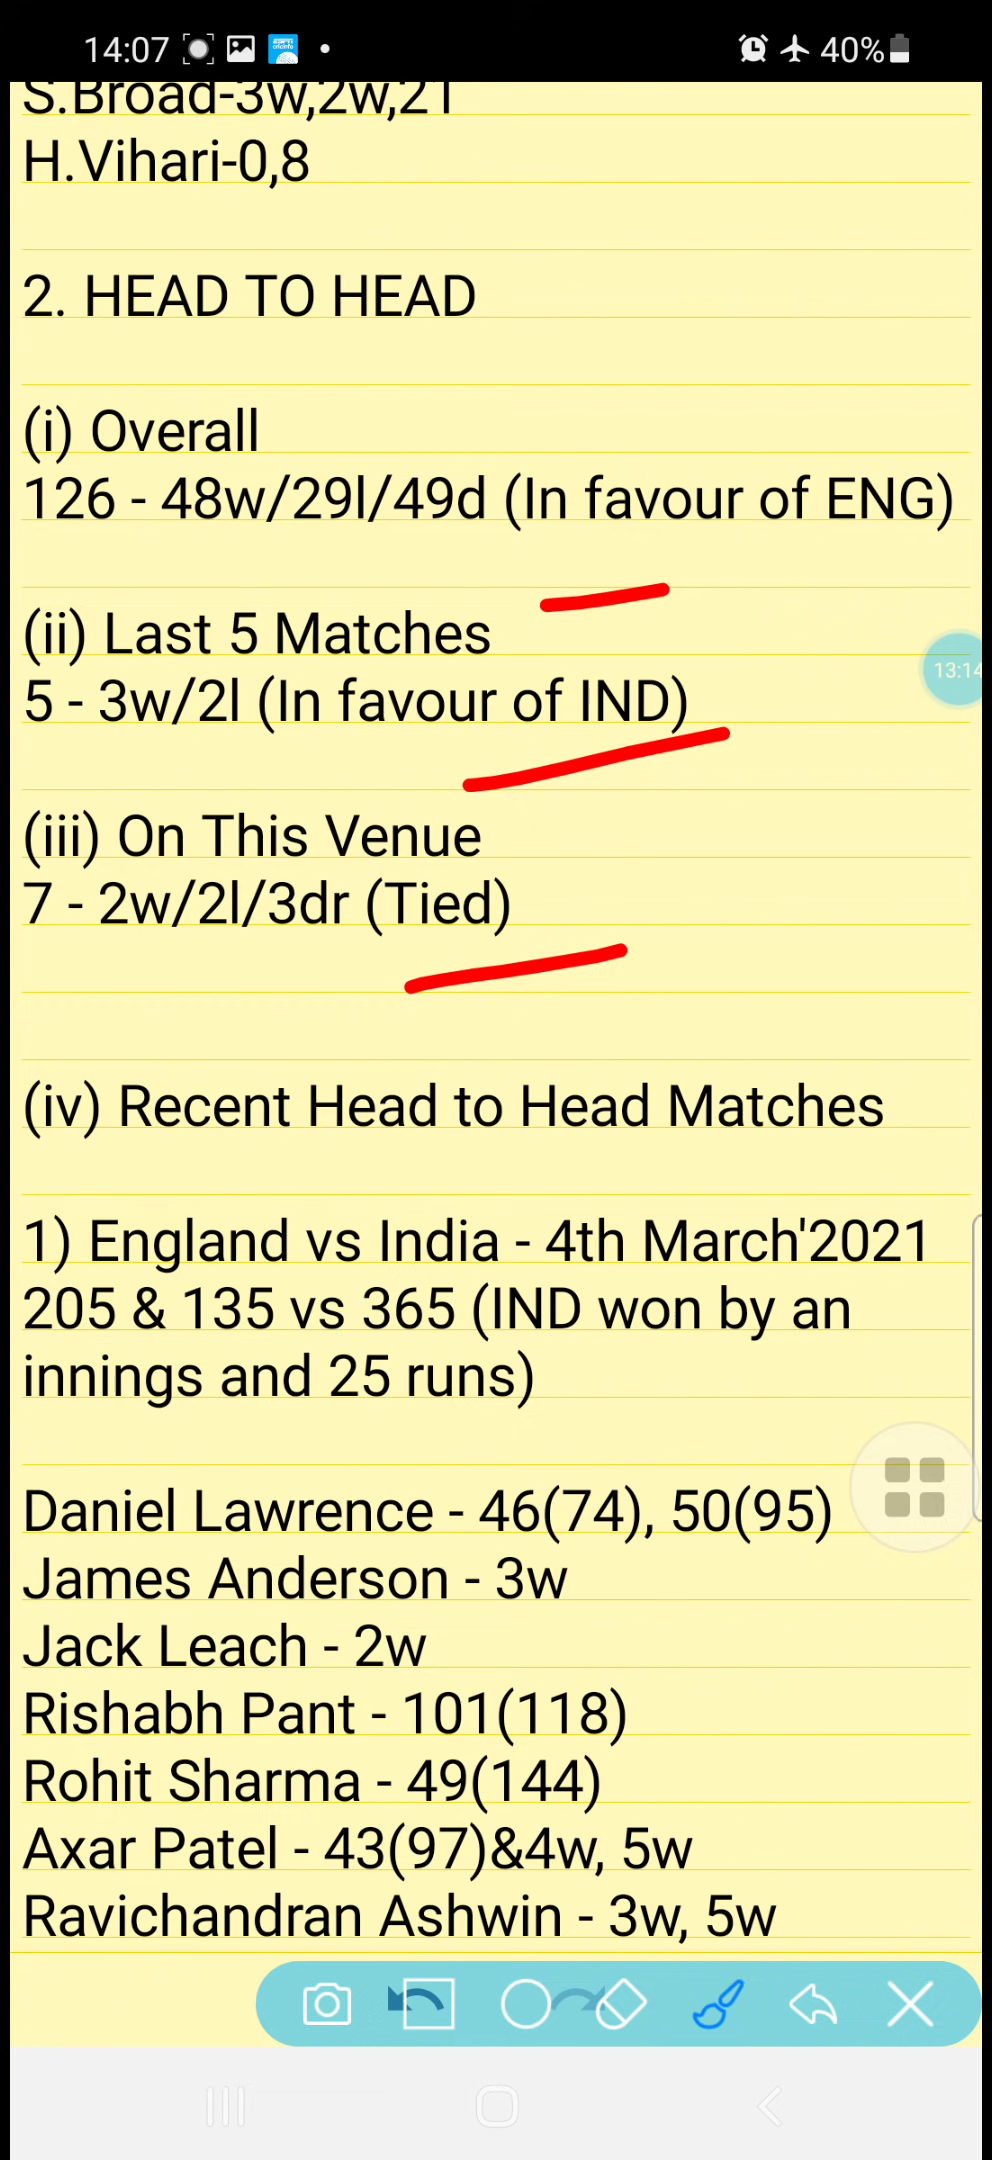 14:07
40%
S.Broad-3w,2w,21
H.Vihari-0,8
2. HEAD TO HEAD
(i) Overall
126 - 48w/29l/49d (In favour of ENG)
(ii) Last 5 Matches
5 - 3w/2l (In favour of IND)
13:14
(iii) On This Venue
7 - 2w/2l/3dr (Tied)
(iv) Recent Head to Head Matches
1) England vs India - 4th March'2021
205 & 135 vs 365 (IND won by an
innings and 25 runs)
Daniel Lawrence - 46(74), 50(95)
James Anderson - 3w
Jack Leach - 2w
Rishabh Pant - 101(118)
Rohit Sharma - 49(144)
Axar Patel - 43(97)&4w, 5w
Ravichandran Ashwin - 3w, 5w